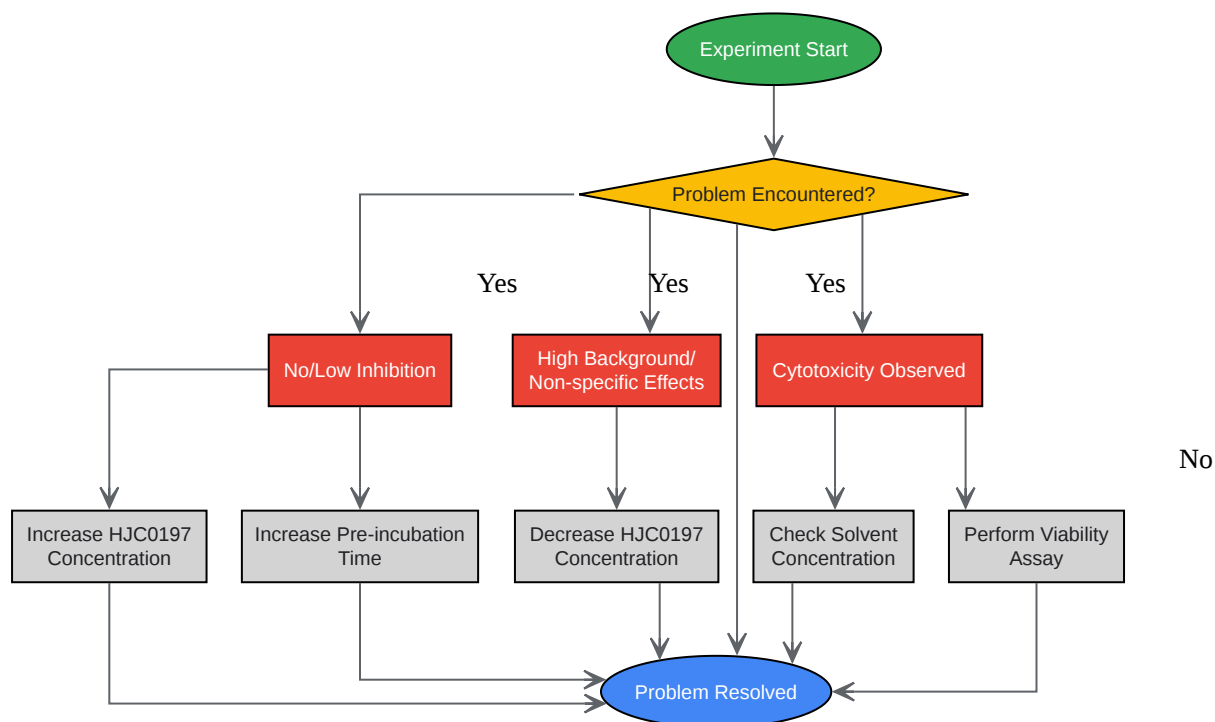 Experiment Start
Problem Encountered?
Yes
Yes
Yes
No/Low Inhibition
High Background/
Non-specific Effects
Cytotoxicity Observed
No
Increase HJC0197
Concentration
Increase Pre-incubation
Time
Decrease HJC0197
Concentration
Check Solvent
Concentration
Perform Viability
Assay
Problem Resolved